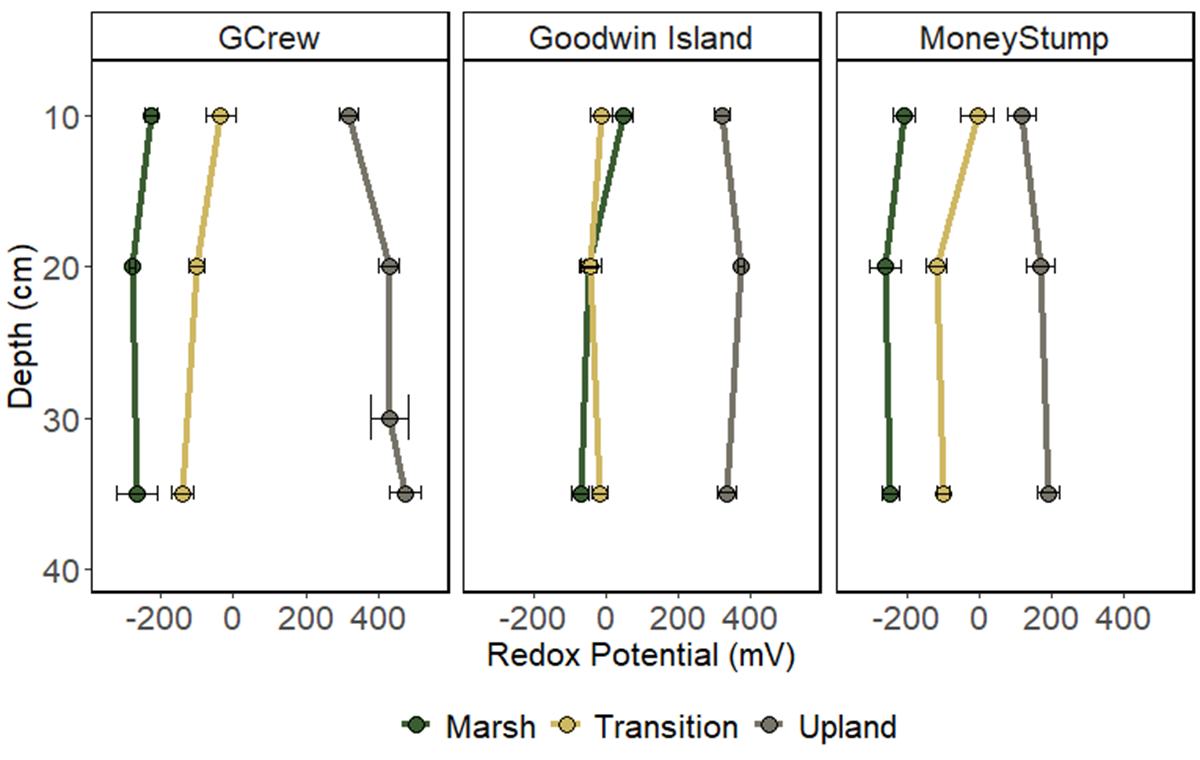 GCrew Goodwin Island MoneyStump
10
20
30
40
Depth (cm)
-200 0 200 400 -200 0 200 400 -200 0 200 400
Redox Potential (mV)
Marsh Transition Upland